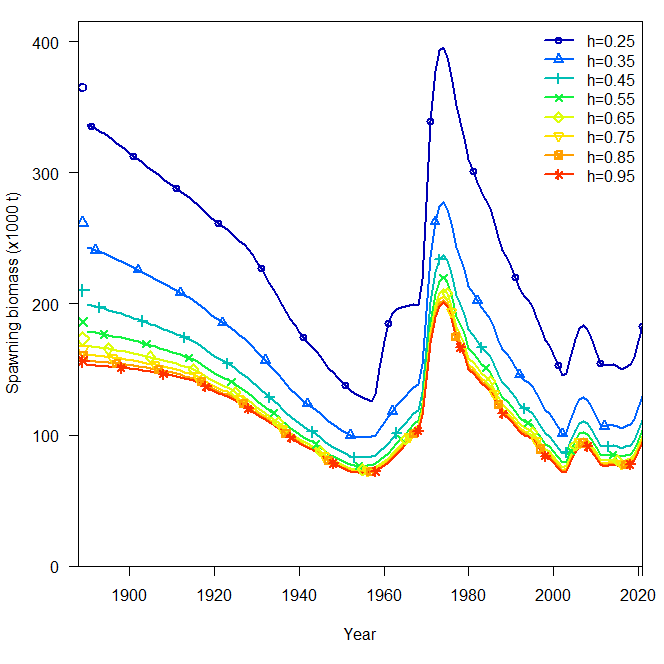 400
300
200
100
0
Spawning biomass (x1000 t)
h=0.25
h=0.35
h=0.45
h=0.55
h=0.65
h=0.75
h=0.85
h=0.95
1900 1920 1940 1960 1980 2000 2020
Year